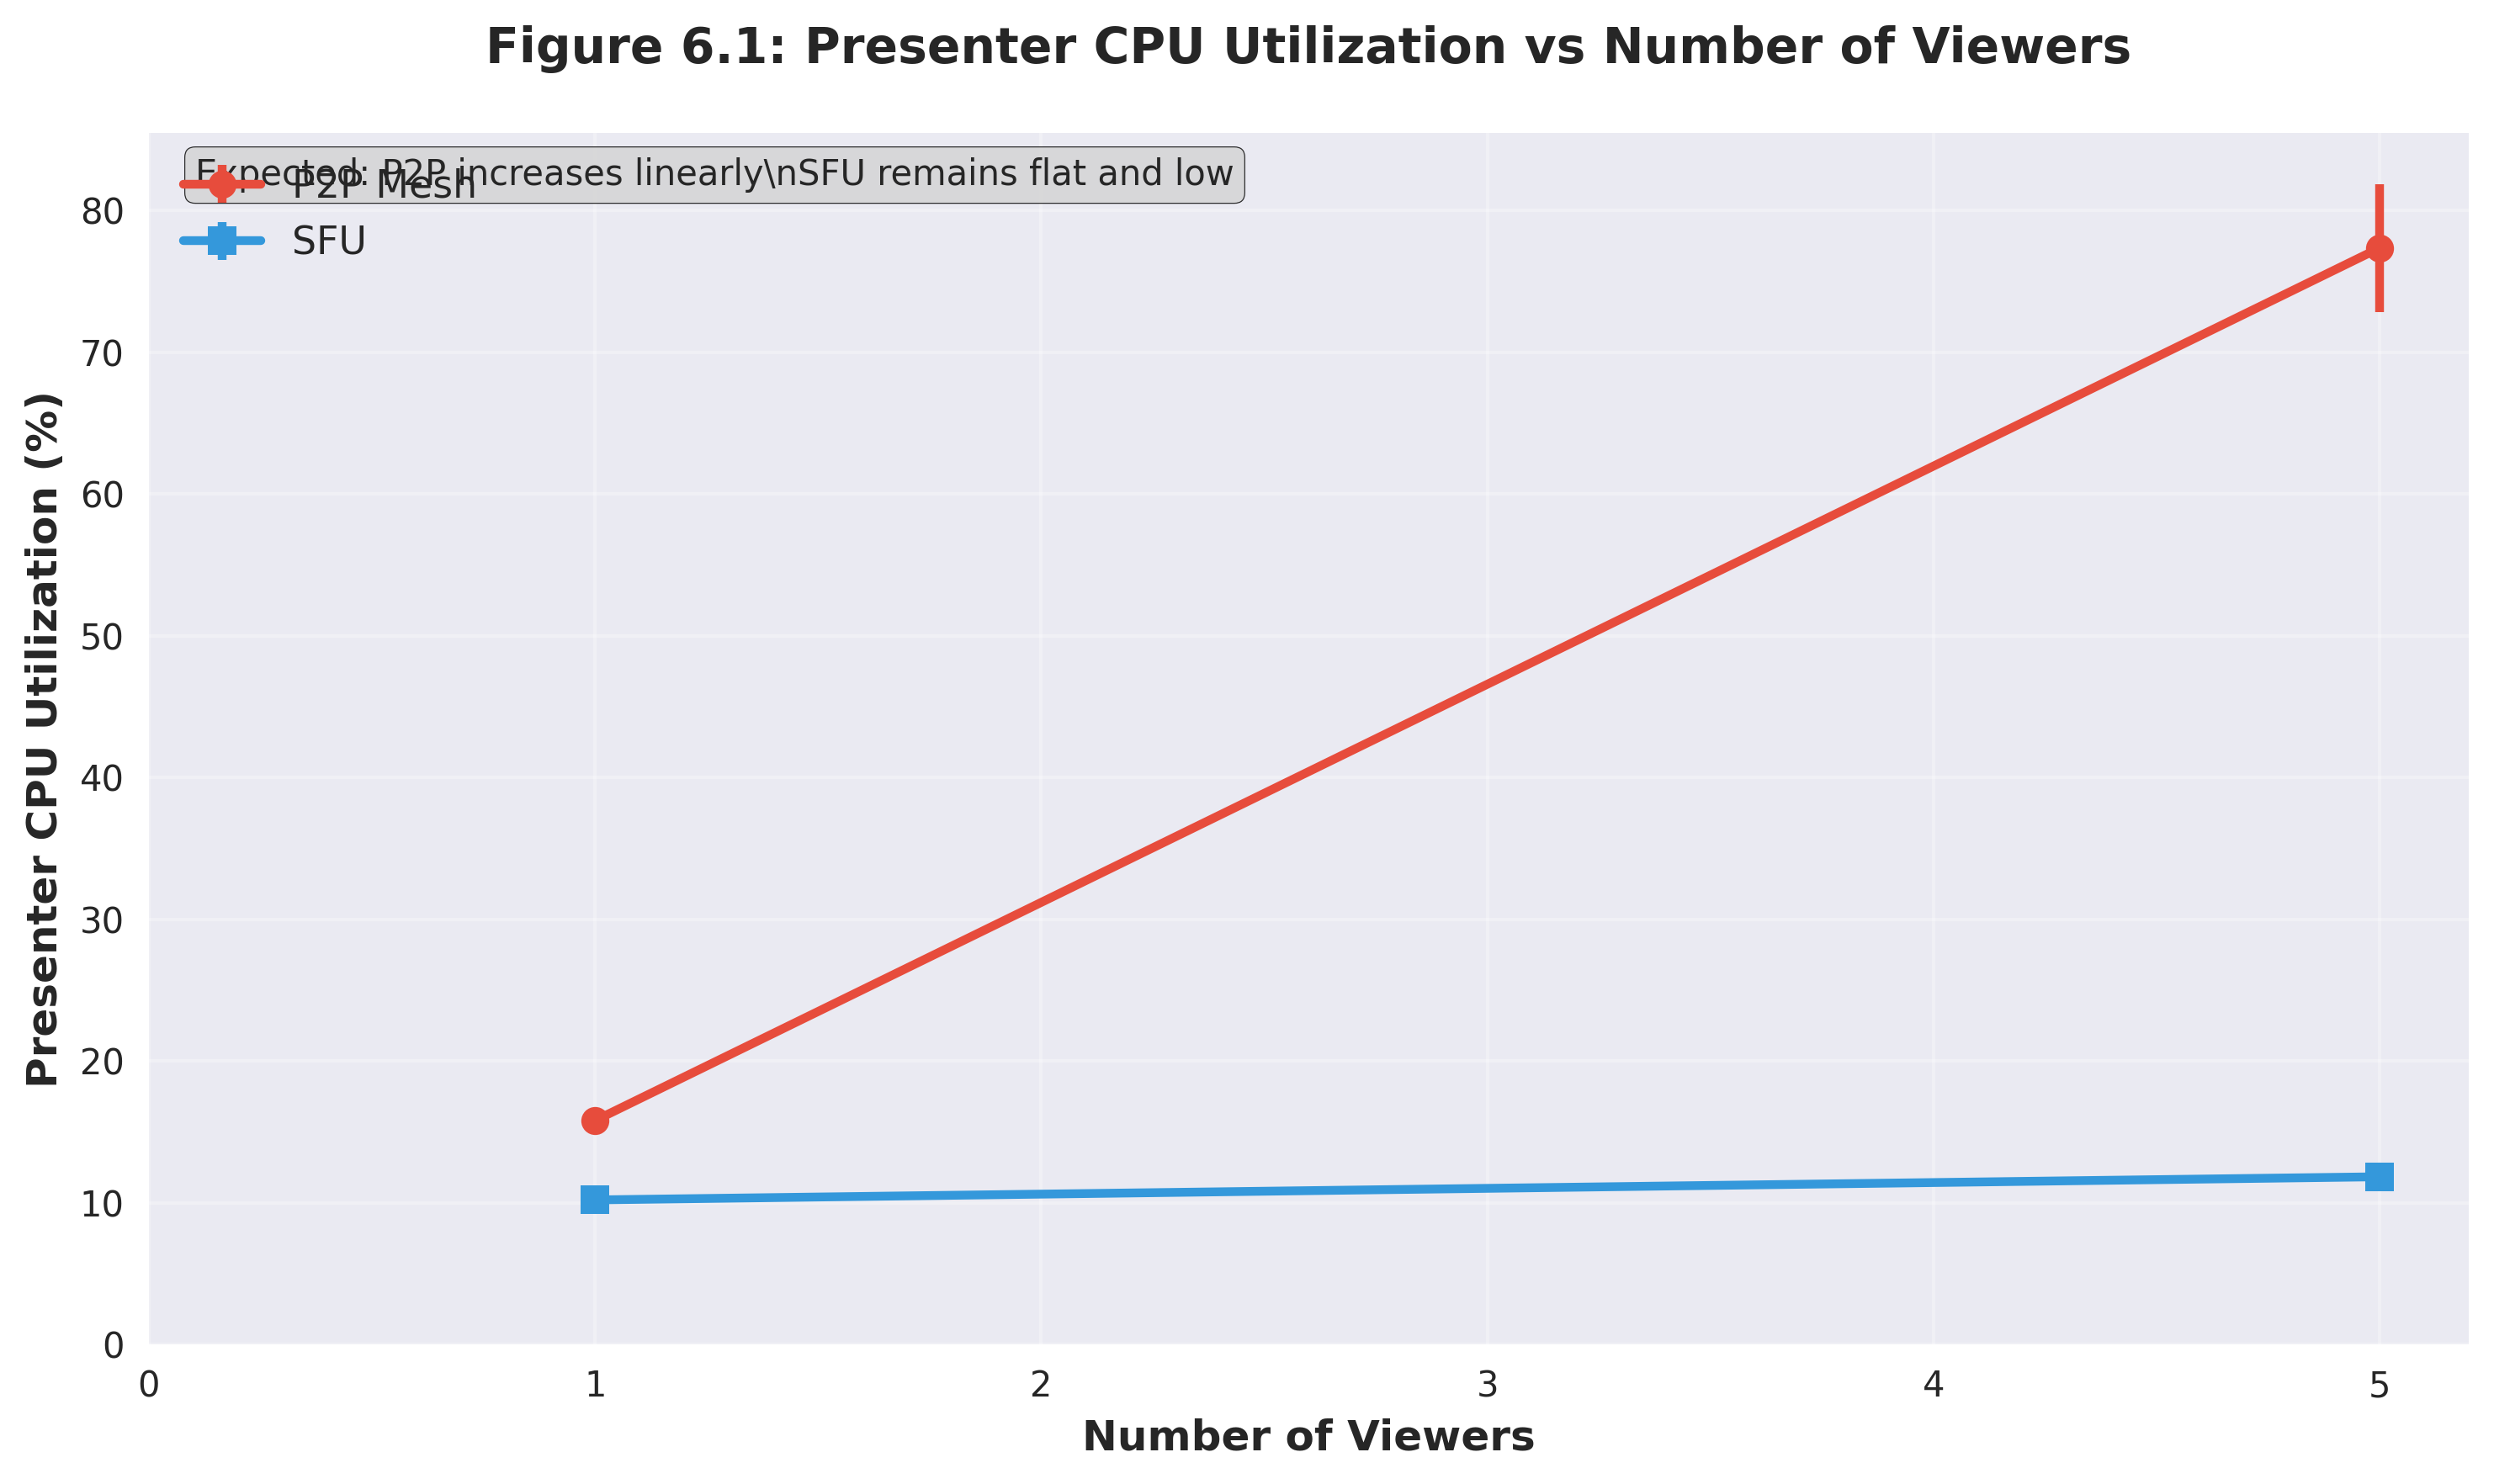 Figure 6.1: Presenter CPU Utilization vs Number of Viewers
Expected: P2P increases linearly\nSFU remains flat and low
P2P Mesh
SFU
Presenter CPU Utilization (%)
80
70
60
50
40
30
20
10
0
0 1 2 3 4 5
Number of Viewers